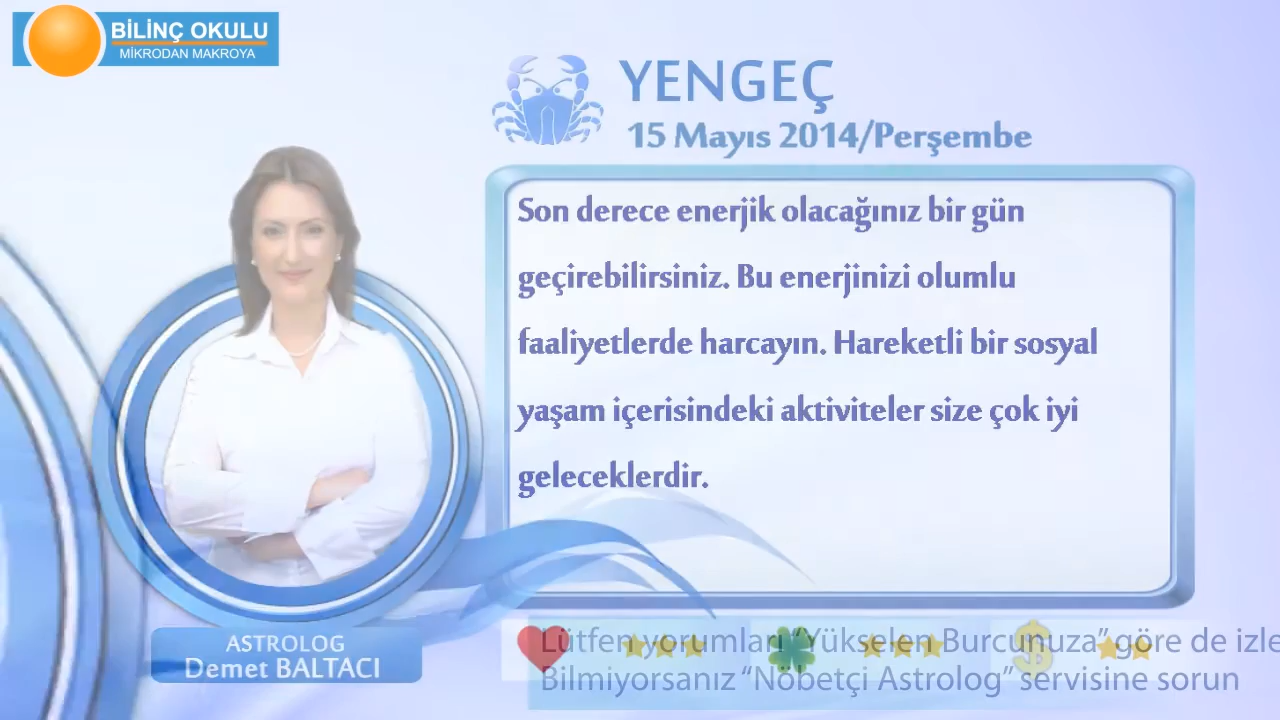 BİLİNÇ OKULU
MİKRODAN MAKROYA
YENGEÇ
15 Mayıs 2014/Perşembe
Son derece enerjik olacağınız bir gün
geçirebilirsiniz. Bu enerjinizi olumlu
faaliyetlerde harcayın. Hareketli bir sosyal
yaşam içerisindeki aktiviteler size çok iyi
geleceklerdir.
ASTROLOG
Demet BALTACI
Lütfen yorumları “Yükselen Burcunuza” göre de izle
Bilmiyorsanız “Nöbetçi Astrolog” servisine sorun